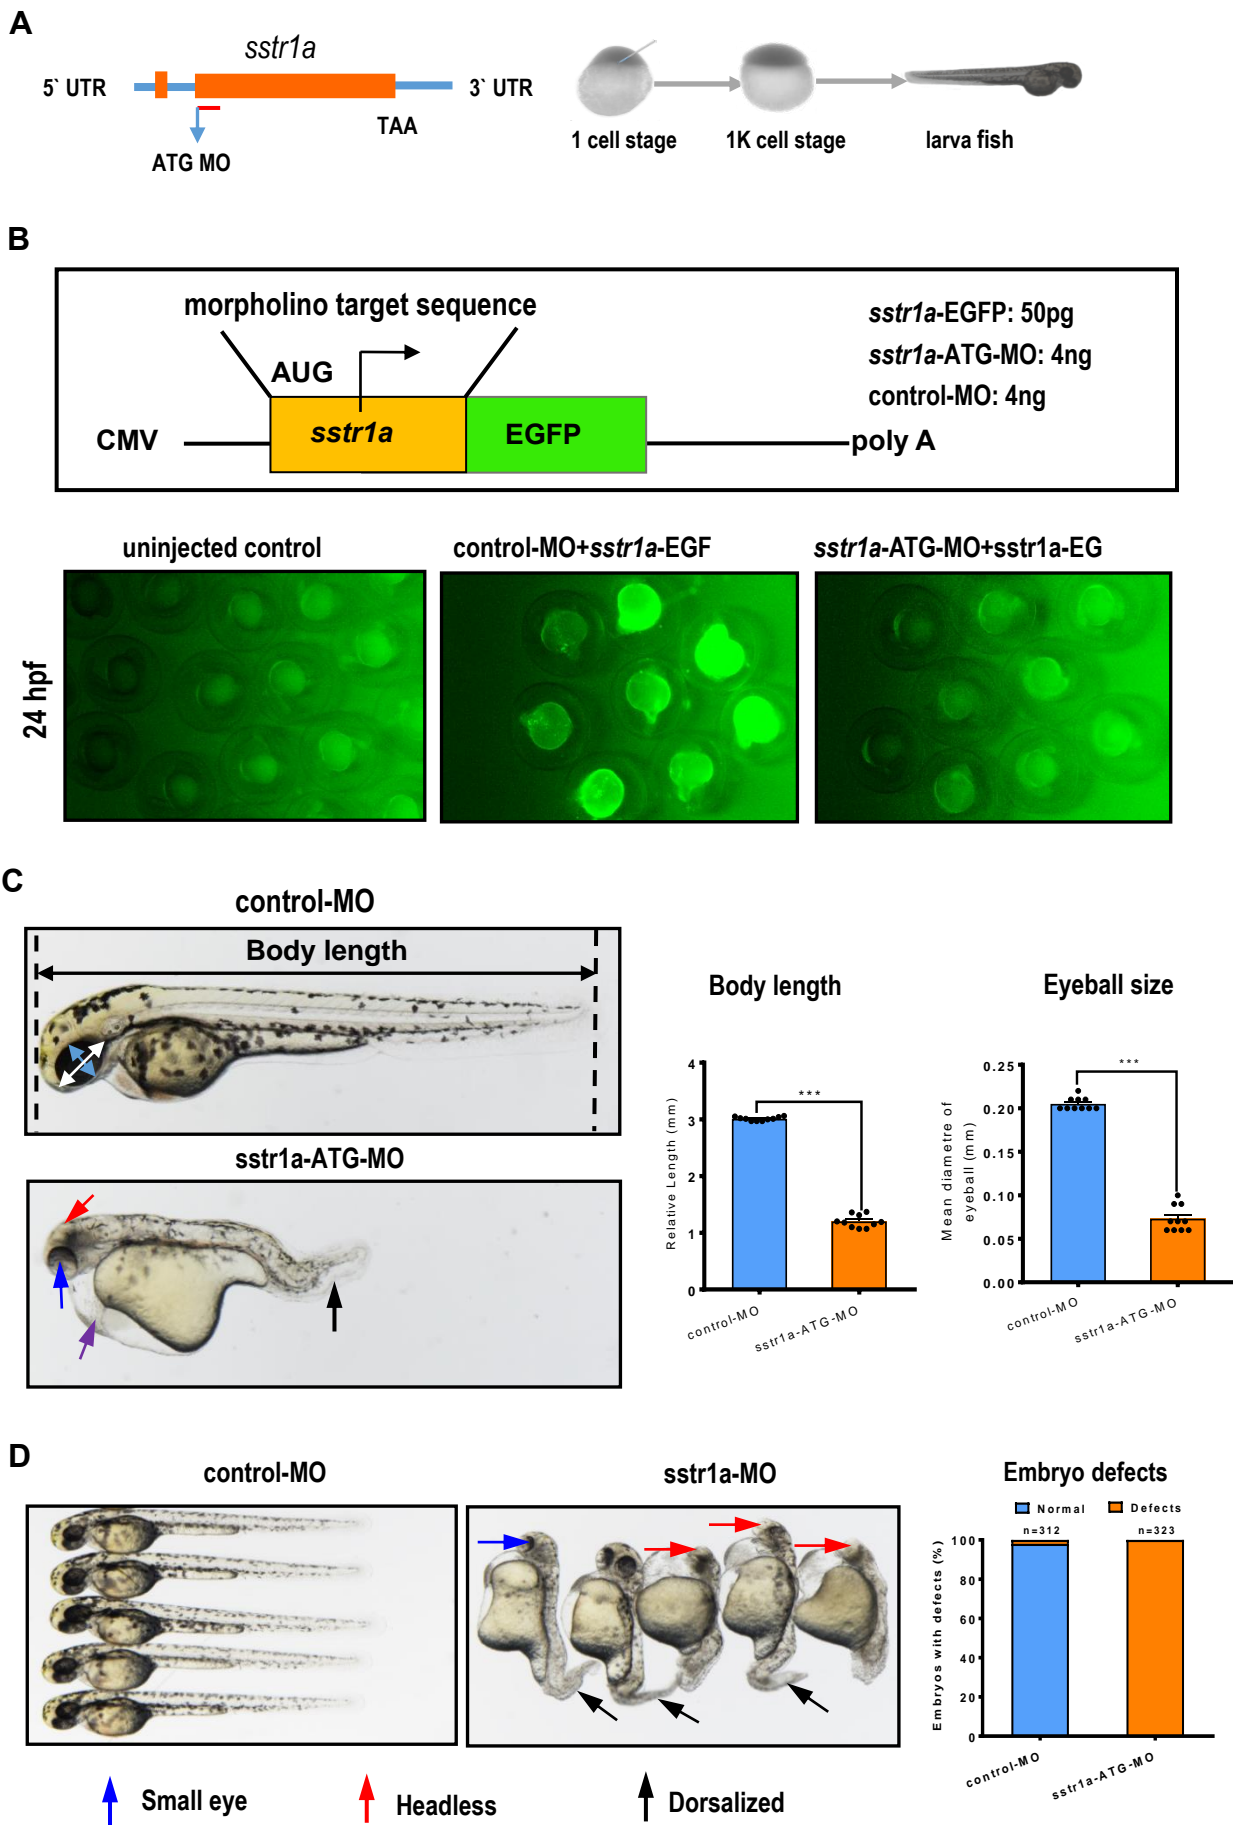 A
sstr1a
5` UTR
3` UTR
TAA
ATG MO
1 cell stage
1K cell stage
larva fish
B
morpholino target sequence
AUG
CMV
sstr1a
EGFP
poly A
sstr1a-EGFP: 50pg
sstr1a-ATG-MO: 4ng
control-MO: 4ng
uninjected control
control-MO+sstr1a-EGF
sstr1a-ATG-MO+sstr1a-EG
24 hpf
C
control-MO
Body length
sstr1a-ATG-MO
Body length
Relative Length (mm)
4
3
2
1
0
***
control-MO
sstr1a-ATG-MO
Eyeball size
Mean diametre of
eyeball (mm)
0.25
0.20
0.15
0.10
0.05
0.00
***
control-MO
sstr1a-ATG-MO
D
control-MO
sstr1a-MO
Embryo defects
Normal
Defects
n=312
n=323
Embryos with defects (%)
100
80
60
40
20
0
control-MO
sstr1a-ATG-MO
Small eye
Headless
Dorsalized